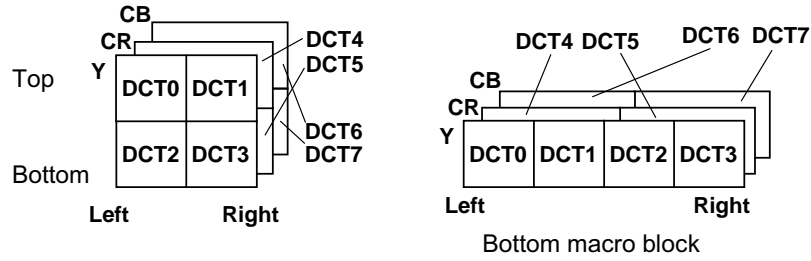 CB
CR
Y
Top
DCT0 DCT1
DCT4
DCT5
DCT2 DCT3
DCT6
DCT7
Bottom
Left Right
DCT4 DCT5 DCT6 DCT7
CB
CR
Y
DCT0 DCT1 DCT2 DCT3
Left Right
Bottom macro block